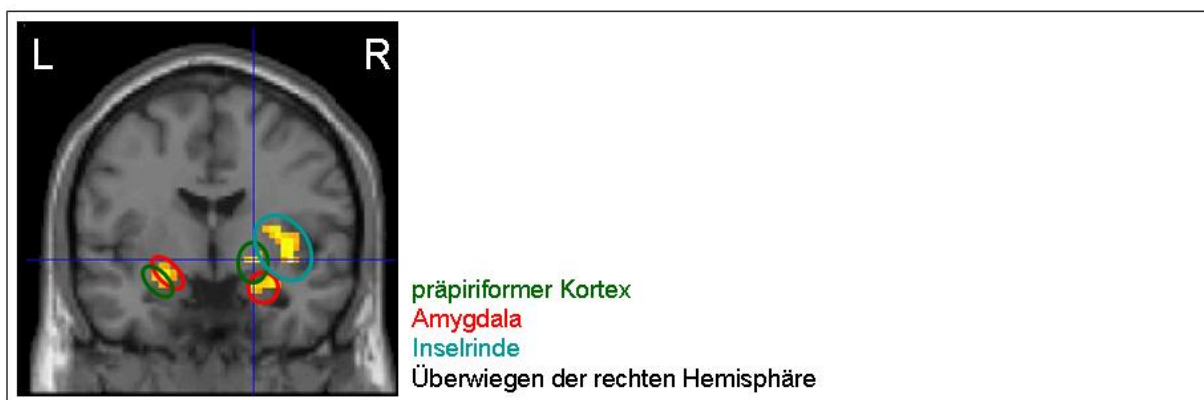 L R
präpiriformer Kortex
Amygdala
Inselrinde
Überwiegen der rechten Hemisphäre